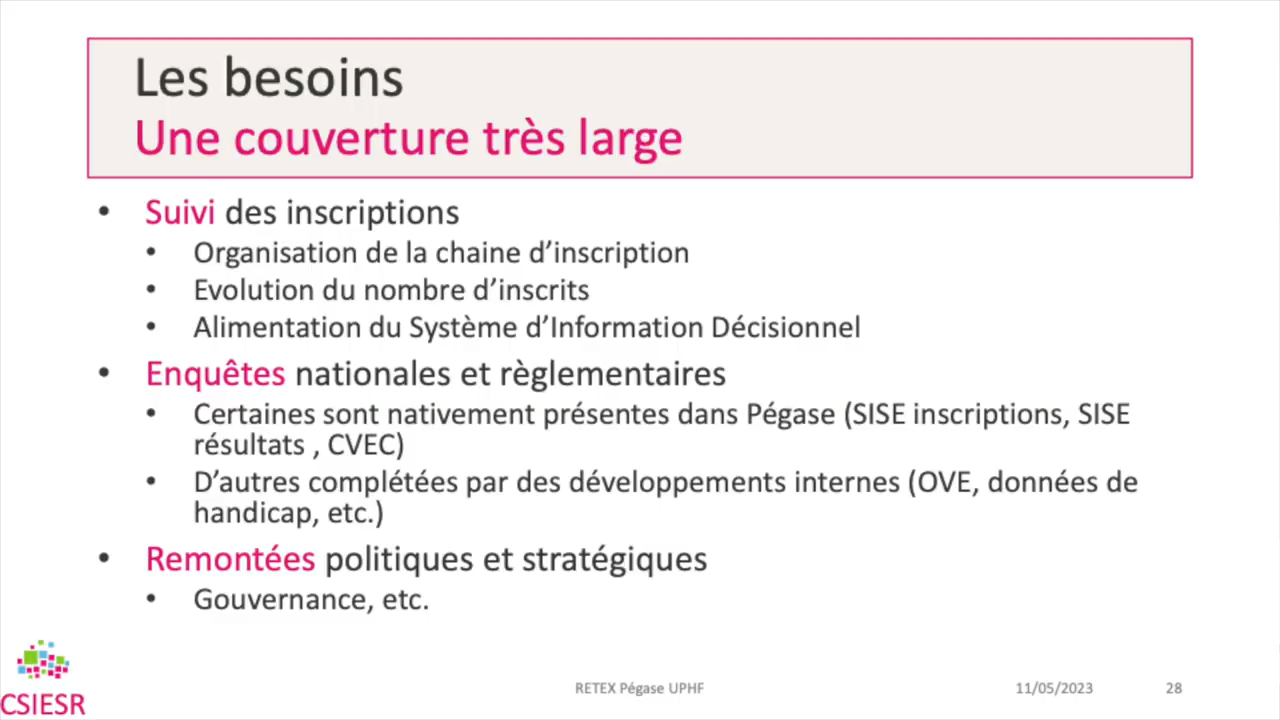 Les besoins
Une couverture très large
• Suivi des inscriptions
• Organisation de la chaine d’inscription
• Evolution du nombre d’inscrits
• Alimentation du Système d’Information Décisionnel
• Enquêtes nationales et règlementaires
• Certaines sont nativement présentes dans Pégase (SISE inscriptions, SISE
résultats , CVEC)
• D’autres complétées par des développements internes (OVE, données de
handicap, etc.)
• Remontées politiques et stratégiques
• Gouvernance, etc.
CSIESR
RETEX Pégase UPHF
11/05/2023
28